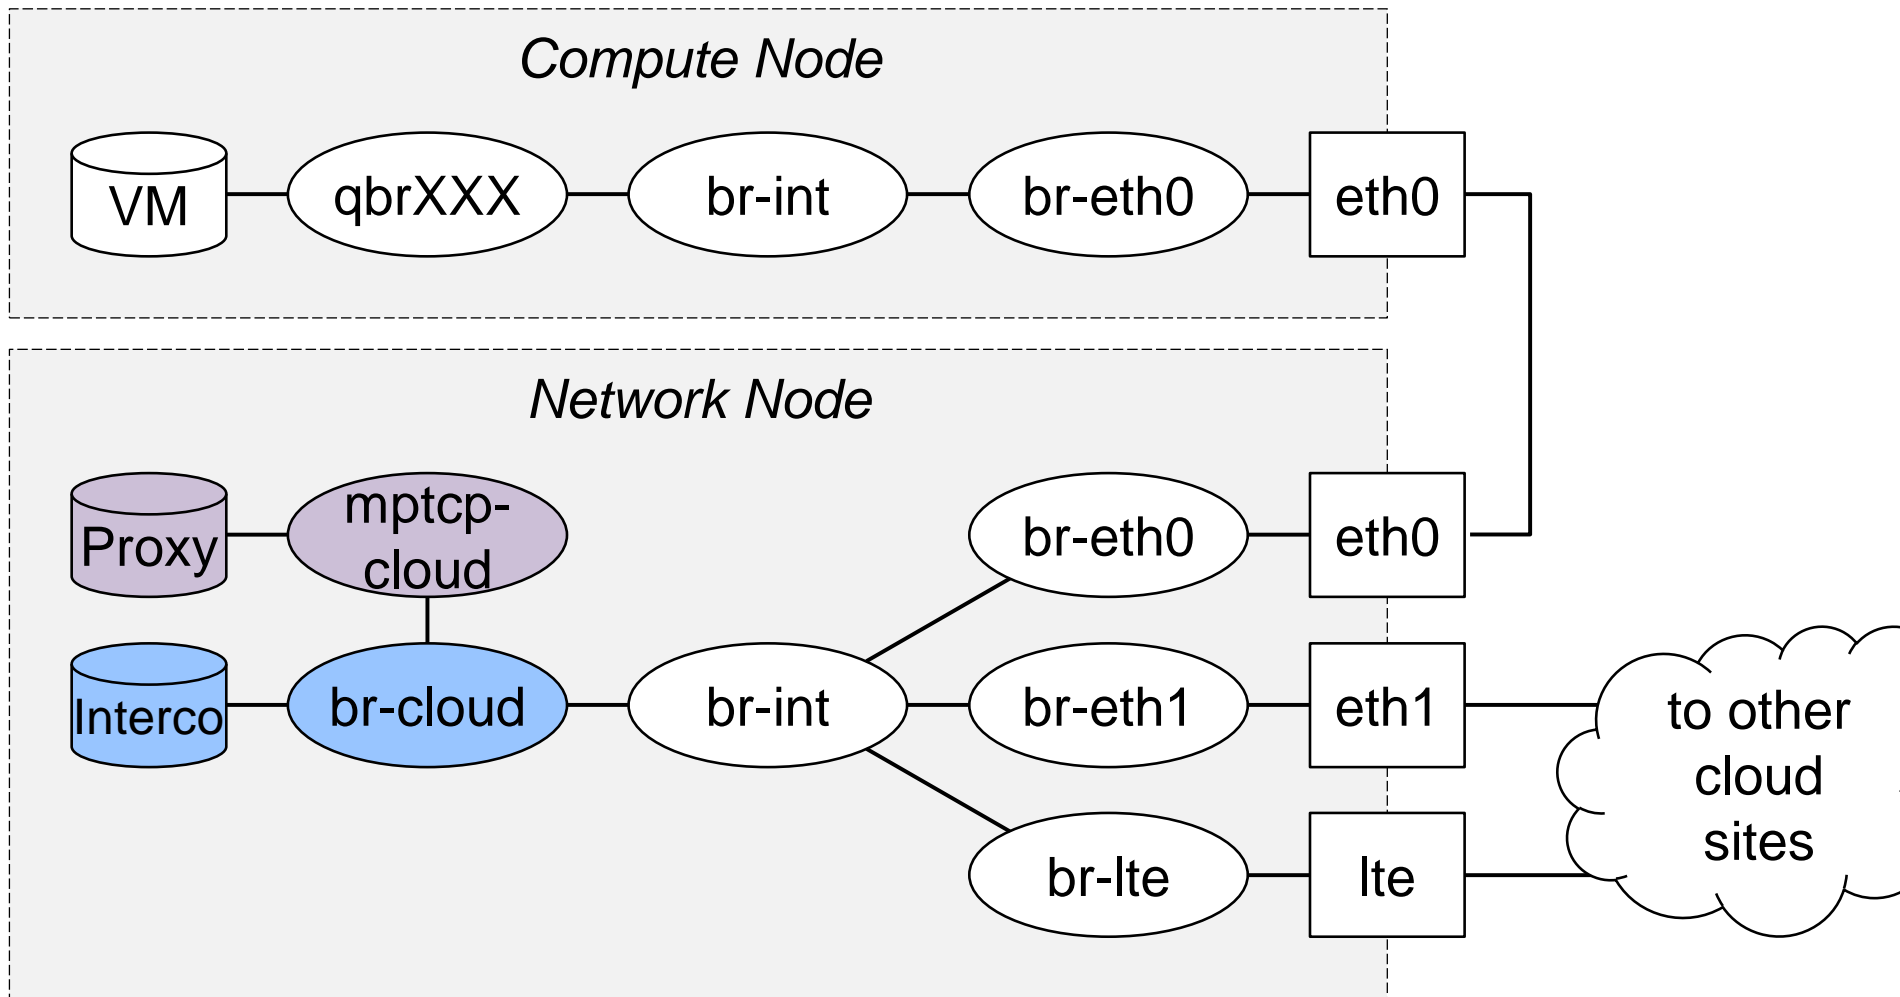 Compute Node
VM
qbrXXX
br-int
br-eth0
eth0
Network Node
Proxy
mptcp-
cloud
br-eth0
eth0
Interco
br-cloud
br-int
br-eth1
eth1
br-lte
lte
to other
cloud
sites